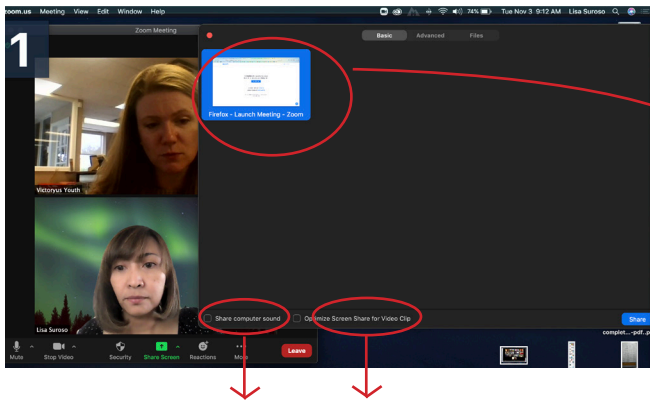 zoom.us Meeting View Edit Window Help 74% Tue Nov 3 9:12 AM Lisa Suroso
1
Zoom Meeting
Basic Advanced Files
Firefox - Launch Meeting - Zoom
Victoryus Youth
Lisa Suroso
Share computer sound
Optimize Screen Share for Video Clip
Share
complet...-pdf..p
Mute Stop Video Security Share Screen Reactions More Leave